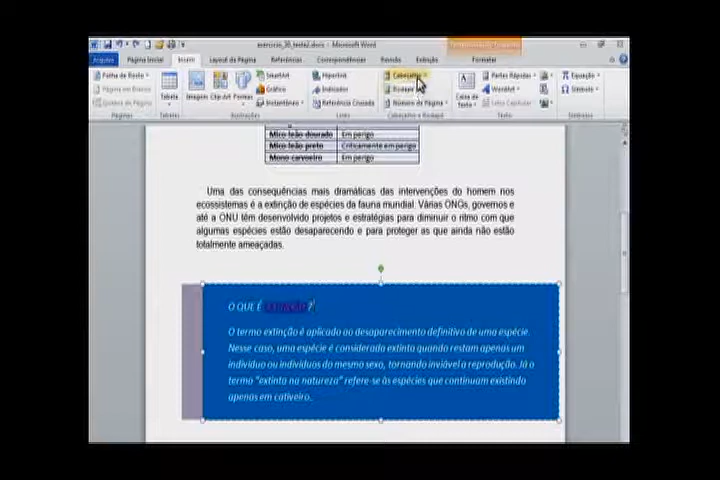 exercicio_30_texto2.docx - Microsoft Word
Arquivo Página Inicial Inserir Layout da Página Referências Correspondências Revisão Exibição Formatar
Folha de Rosto SmartArt Hiperlink Cabeçalho Partes Rápidas Equação
Página em Branco Gráfico Indicador Rodapé WordArt Símbolo
Quebra de Página Tabela Imagem Clip-Art Formas Instantâneo Referência Cruzada Número da Página Caixa de Texto Letra Capitular
Páginas Tabelas Ilustrações Links Cabeçalho e Rodapé Texto Símbolos
Mico leão dourado Em perigo
Mico leão preto Criticamente em perigo
Mono carvoeiro Em perigo
Uma das consequências mais dramáticas das intervenções do homem nos
ecossistemas é a extinção de espécies da fauna mundial. Várias ONGs, governos e
até a ONU têm desenvolvido projetos e estratégias para diminuir o ritmo com que
algumas espécies estão desaparecendo e para proteger as que ainda não estão
totalmente ameaçadas.
O QUE É EXTINÇÃO?
O termo extinção é aplicado ao desaparecimento definitivo de uma espécie.
Nesse caso, uma espécie é considerada extinta quando restam apenas um
indivíduo ou indivíduos do mesmo sexo, tornando inviável a reprodução. Já o
termo "extinta na natureza" refere-se às espécies que continuam existindo
apenas em cativeiro.